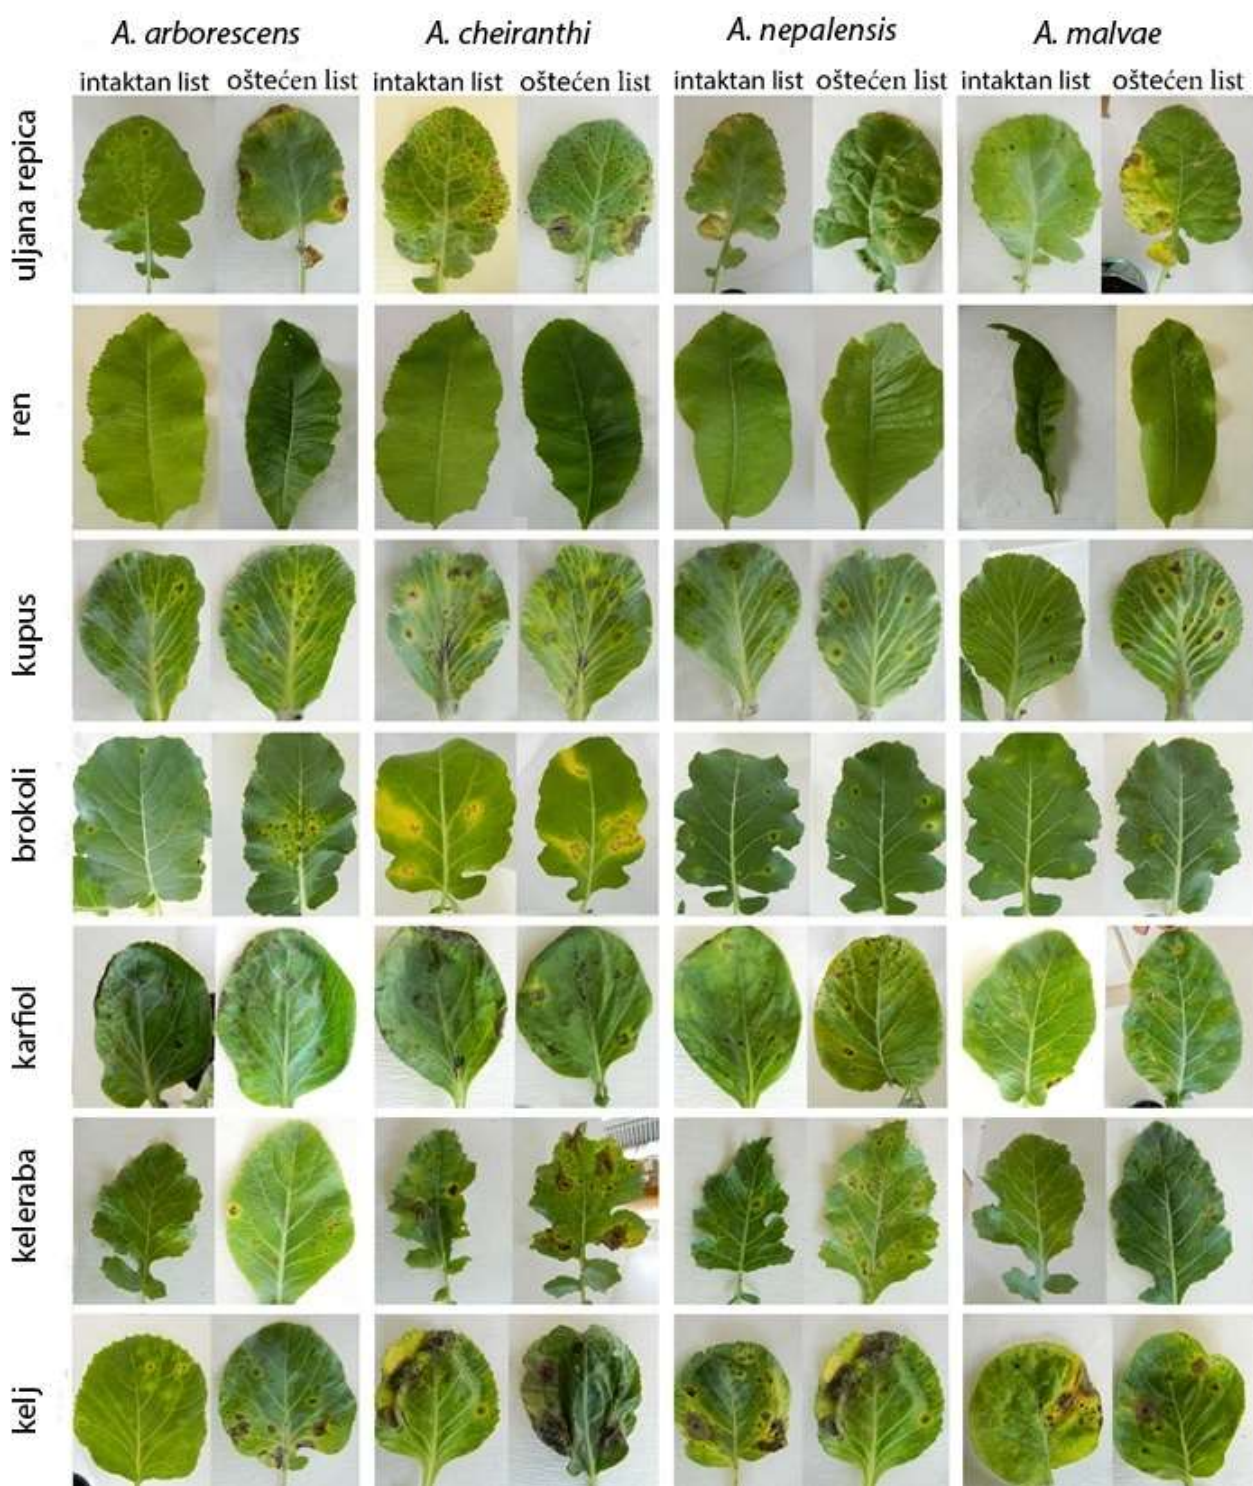 A. arborescens A. cheiranthi A. nepalensis A. malvae
intaktan list oštećen list intaktan list oštećen list intaktan list oštećen list intaktan list oštećen list
uljana repica
ren
kupus
brokoli
karfiol
keleraba
kelj